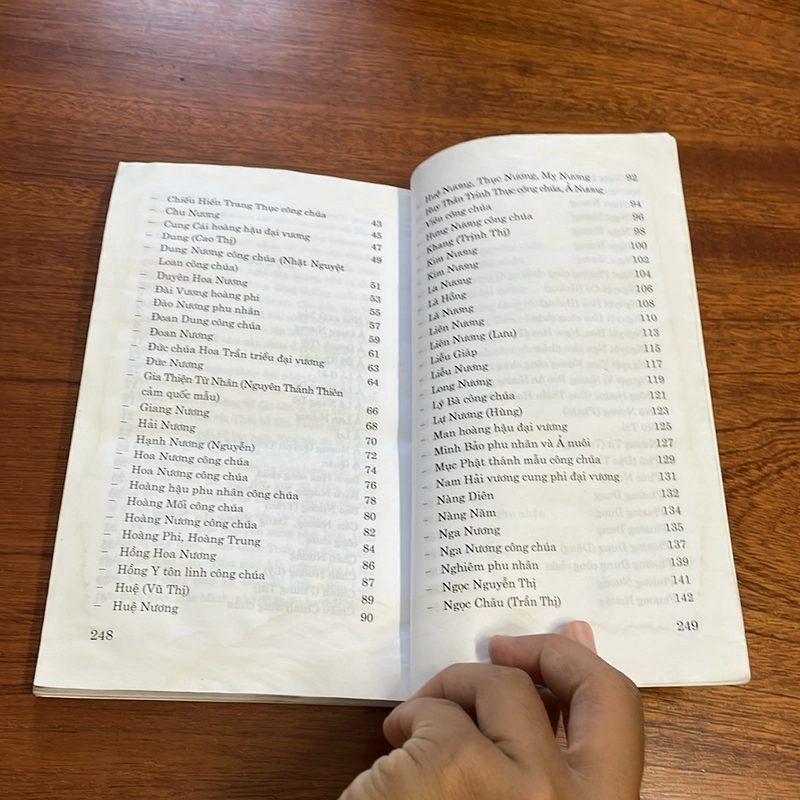 – Chiếu Hiến Trang Thục công chúa 43
– Chu Nương 45
– Cung Cái hoàng hậu đại vương 47
– Dung (Cao Thị) 49
– Dung Nương công chúa (Nhật Nguyệt
Loan công chúa) 51
– Duyên Hoa Nương 53
– Đài Vương hoàng phi 55
– Đào Nương phu nhân 57
– Đoan Dung công chúa 59
– Đoan Nương 61
– Đức chúa Hoa Trần triều đại vương 63
– Đức Nương 64
– Gia Thiện Từ Nhân (Nguyên Thánh Thiên
cảm quốc mẫu) 66
– Giang Nương 68
– Hải Nương 70
– Hạnh Nương (Nguyễn) 72
– Hoa Nương công chúa 74
– Hoa Nương công chúa 76
– Hoàng hậu phu nhân công chúa 78
– Hoàng Mối công chúa 80
– Hoàng Nương công chúa 82
– Hoàng Phi, Hoàng Trung 84
– Hồng Hoa Nương 86
– Hồng Y tôn linh công chúa 87
– Huệ (Vũ Thị) 89
– Huệ Nương 90
248
– Huệ Nương, Thục Nương, Mỵ Nương 92
– Huy Thân Trinh Thục công chúa, Ả Nương
Viên công chúa 94
– Hưng Nương công chúa 96
– Khang (Trịnh Thị) 98
– Kim Nương 100
– Kim Nương 102
– La Nương 104
– Lã Hồng 106
– Lã Nương 108
– Liên Nương 110
– Liên Nương (Lưu) 113
– Liễu Giáp 115
– Liễu Nương 117
– Long Nương 119
– Lý Bà công chúa 121
– Lự Nương (Hùng) 123
– Man hoàng hậu đại vương 125
– Minh Bảo phu nhân và Ả nuôi 127
– Mục Phật thánh mẫu công chúa 129
– Nam Hải vương cung phi đại vương 131
– Nàng Diên 132
– Nàng Năm 134
– Nga Nương 135
– Nga Nương công chúa 137
– Nghiêm phu nhân 139
– Ngọc Nguyễn Thị 141
– Ngọc Châu (Trần Thị) 142
249